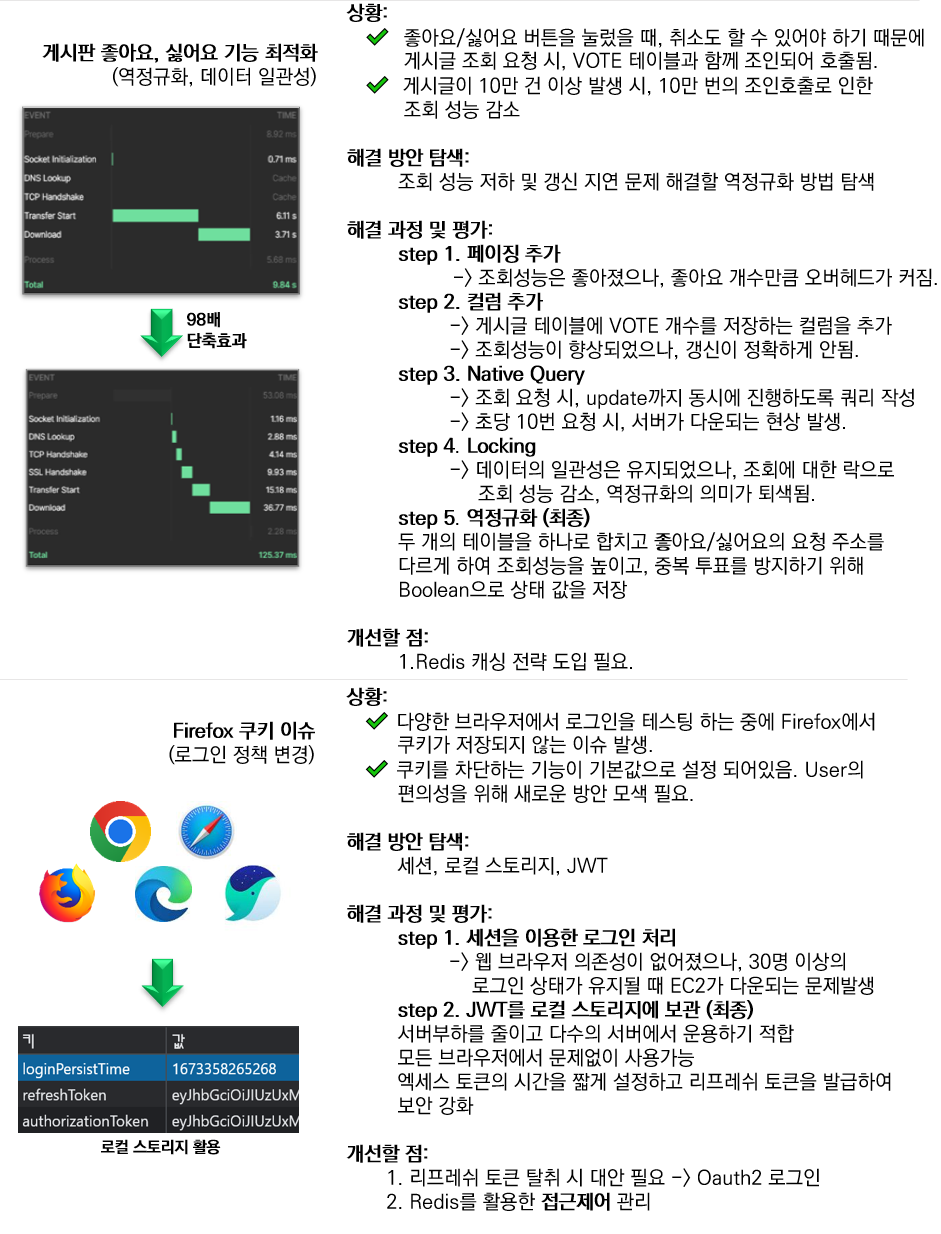 게시판 좋아요, 싫어요 기능 최적화
(역정규화, 데이터 일관성)
EVENT TIME
Prepare 8.92 ms
Socket Initialization 0.71 ms
DNS Lookup Cache
TCP Handshake Cache
Transfer Start 6.11 s
Download 3.71 s
Process 5.68 ms
Total 9.84 s
98배
단축효과
EVENT TIME
Prepare 53.08 ms
Socket Initialization 1.16 ms
DNS Lookup 2.88 ms
TCP Handshake 4.14 ms
SSL Handshake 9.93 ms
Transfer Start 15.18 ms
Download 36.77 ms
Process 2.28 ms
Total 125.37 ms
상황:
좋아요/싫어요 버튼을 눌렀을 때, 취소도 할 수 있어야 하기 때문에
게시글 조회 요청 시, VOTE 테이블과 함께 조인되어 호출됨.
게시글이 10만 건 이상 발생 시, 10만 번의 조인호출로 인한
조회 성능 감소
해결 방안 탐색:
조회 성능 저하 및 갱신 지연 문제 해결할 역정규화 방법 탐색
해결 과정 및 평가:
step 1. 페이징 추가
-> 조회성능은 좋아졌으나, 좋아요 개수만큼 오버헤드가 커짐.
step 2. 컬럼 추가
-> 게시글 테이블에 VOTE 개수를 저장하는 컬럼을 추가
-> 조회성능이 향상되었으나, 갱신이 정확하게 안됨.
step 3. Native Query
-> 조회 요청 시, update까지 동시에 진행하도록 쿼리 작성
-> 초당 10번 요청 시, 서버가 다운되는 현상 발생.
step 4. Locking
-> 데이터의 일관성은 유지되었으나, 조회에 대한 락으로
조회 성능 감소, 역정규화의 의미가 퇴색됨.
step 5. 역정규화 (최종)
두 개의 테이블을 하나로 합치고 좋아요/싫어요의 요청 주소를
다르게 하여 조회성능을 높이고, 중복 투표를 방지하기 위해
Boolean으로 상태 값을 저장
개선할 점:
1.Redis 캐싱 전략 도입 필요.
Firefox 쿠키 이슈
(로그인 정책 변경)
키 값
loginPersistTime 1673358265268
refreshToken eyJhbGciOiJIUzUxM
authorizationToken eyJhbGciOiJIUzUxM
로컬 스토리지 활용
상황:
다양한 브라우저에서 로그인을 테스팅 하는 중에 Firefox에서
쿠키가 저장되지 않는 이슈 발생.
쿠키를 차단하는 기능이 기본값으로 설정 되어있음. User의
편의성을 위해 새로운 방안 모색 필요.
해결 방안 탐색:
세션, 로컬 스토리지, JWT
해결 과정 및 평가:
step 1. 세션을 이용한 로그인 처리
-> 웹 브라우저 의존성이 없어졌으나, 30명 이상의
로그인 상태가 유지될 때 EC2가 다운되는 문제발생
step 2. JWT를 로컬 스토리지에 보관 (최종)
서버부하를 줄이고 다수의 서버에서 운용하기 적합
모든 브라우저에서 문제없이 사용가능
엑세스 토큰의 시간을 짧게 설정하고 리프레쉬 토큰을 발급하여
보안 강화
개선할 점:
1. 리프레쉬 토큰 탈취 시 대안 필요 -> Oauth2 로그인
2. Redis를 활용한 접근제어 관리